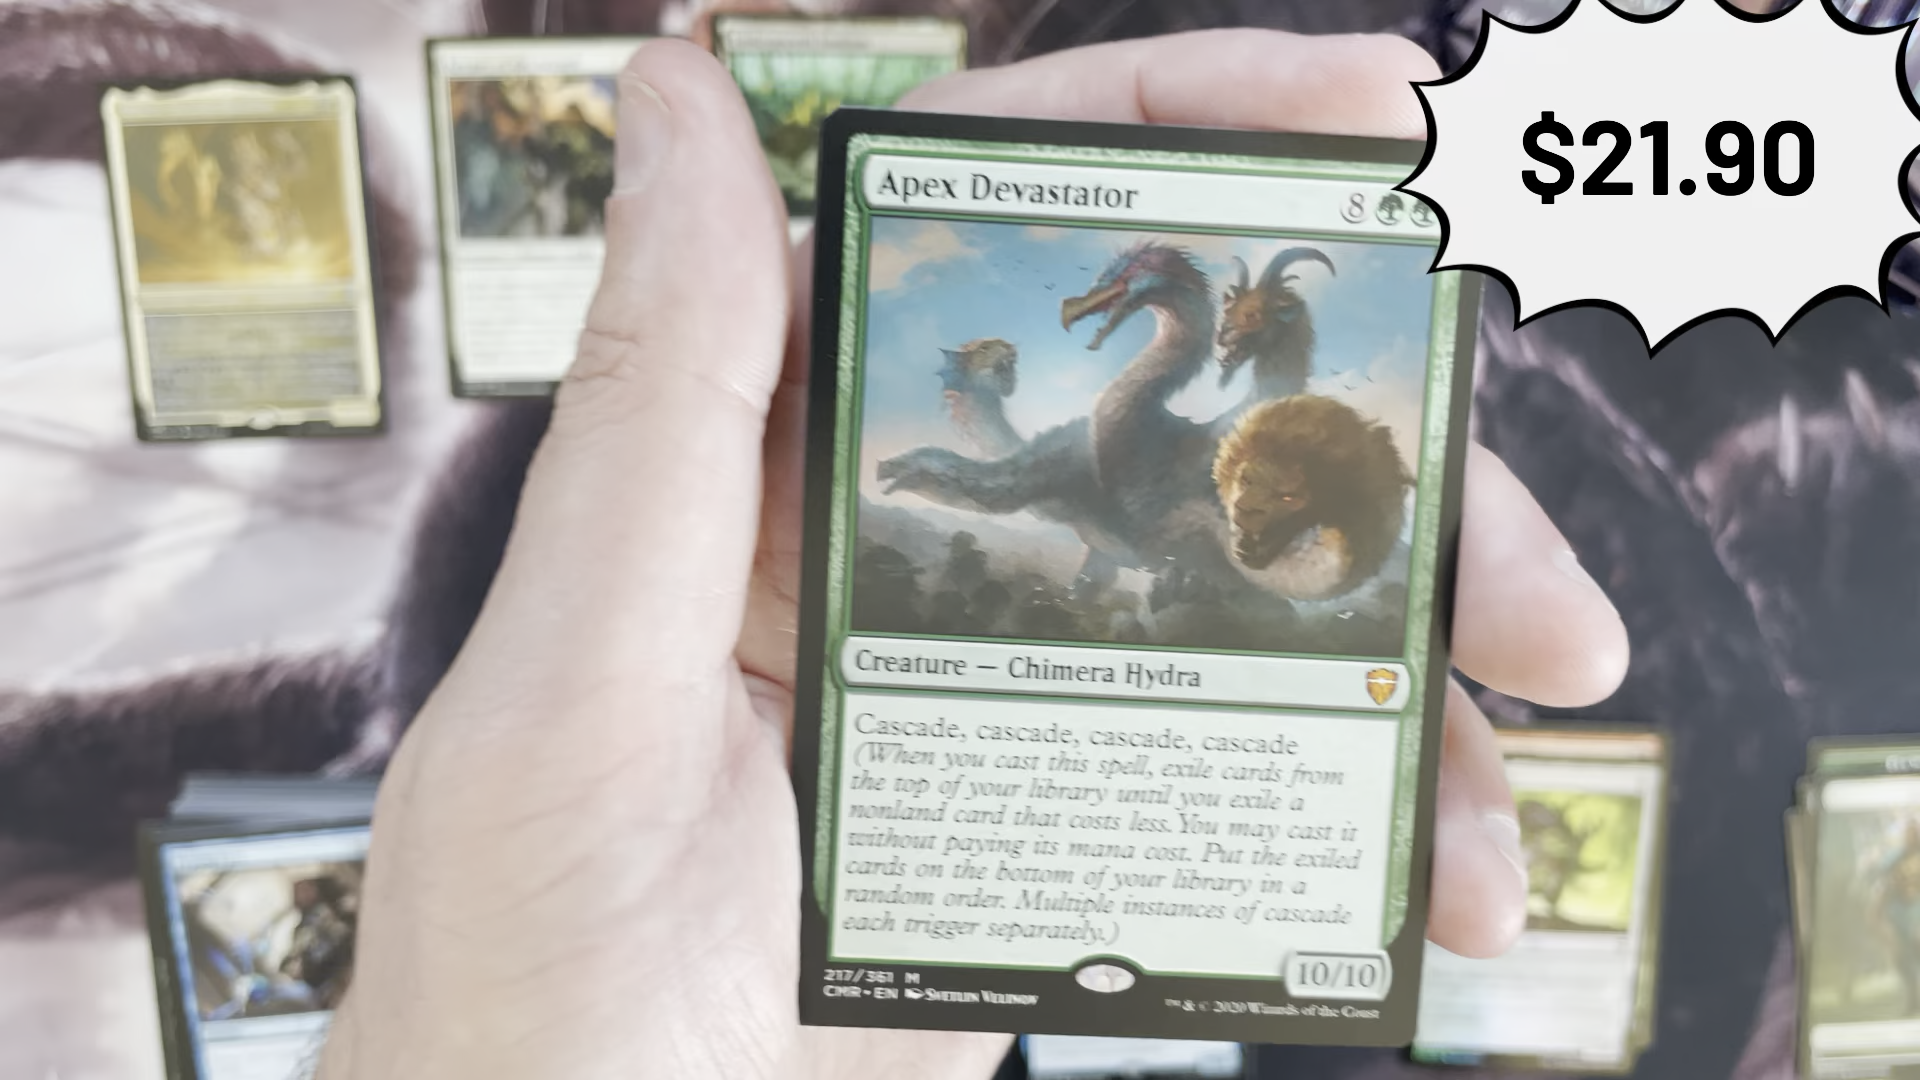 $21.90
Apex Devastator
8
Creature — Chimera Hydra
Cascade, cascade, cascade, cascade
(When you cast this spell, exile cards from
the top of your library until you exile a
nonland card that costs less. You may cast it
without paying its mana cost. Put the exiled
cards on the bottom of your library in a
random order. Multiple instances of cascade
each trigger separately.)
10/10
217/361 M
CMR • EN Svetlin Velinov
™ & © 2020 Wizards of the Coast